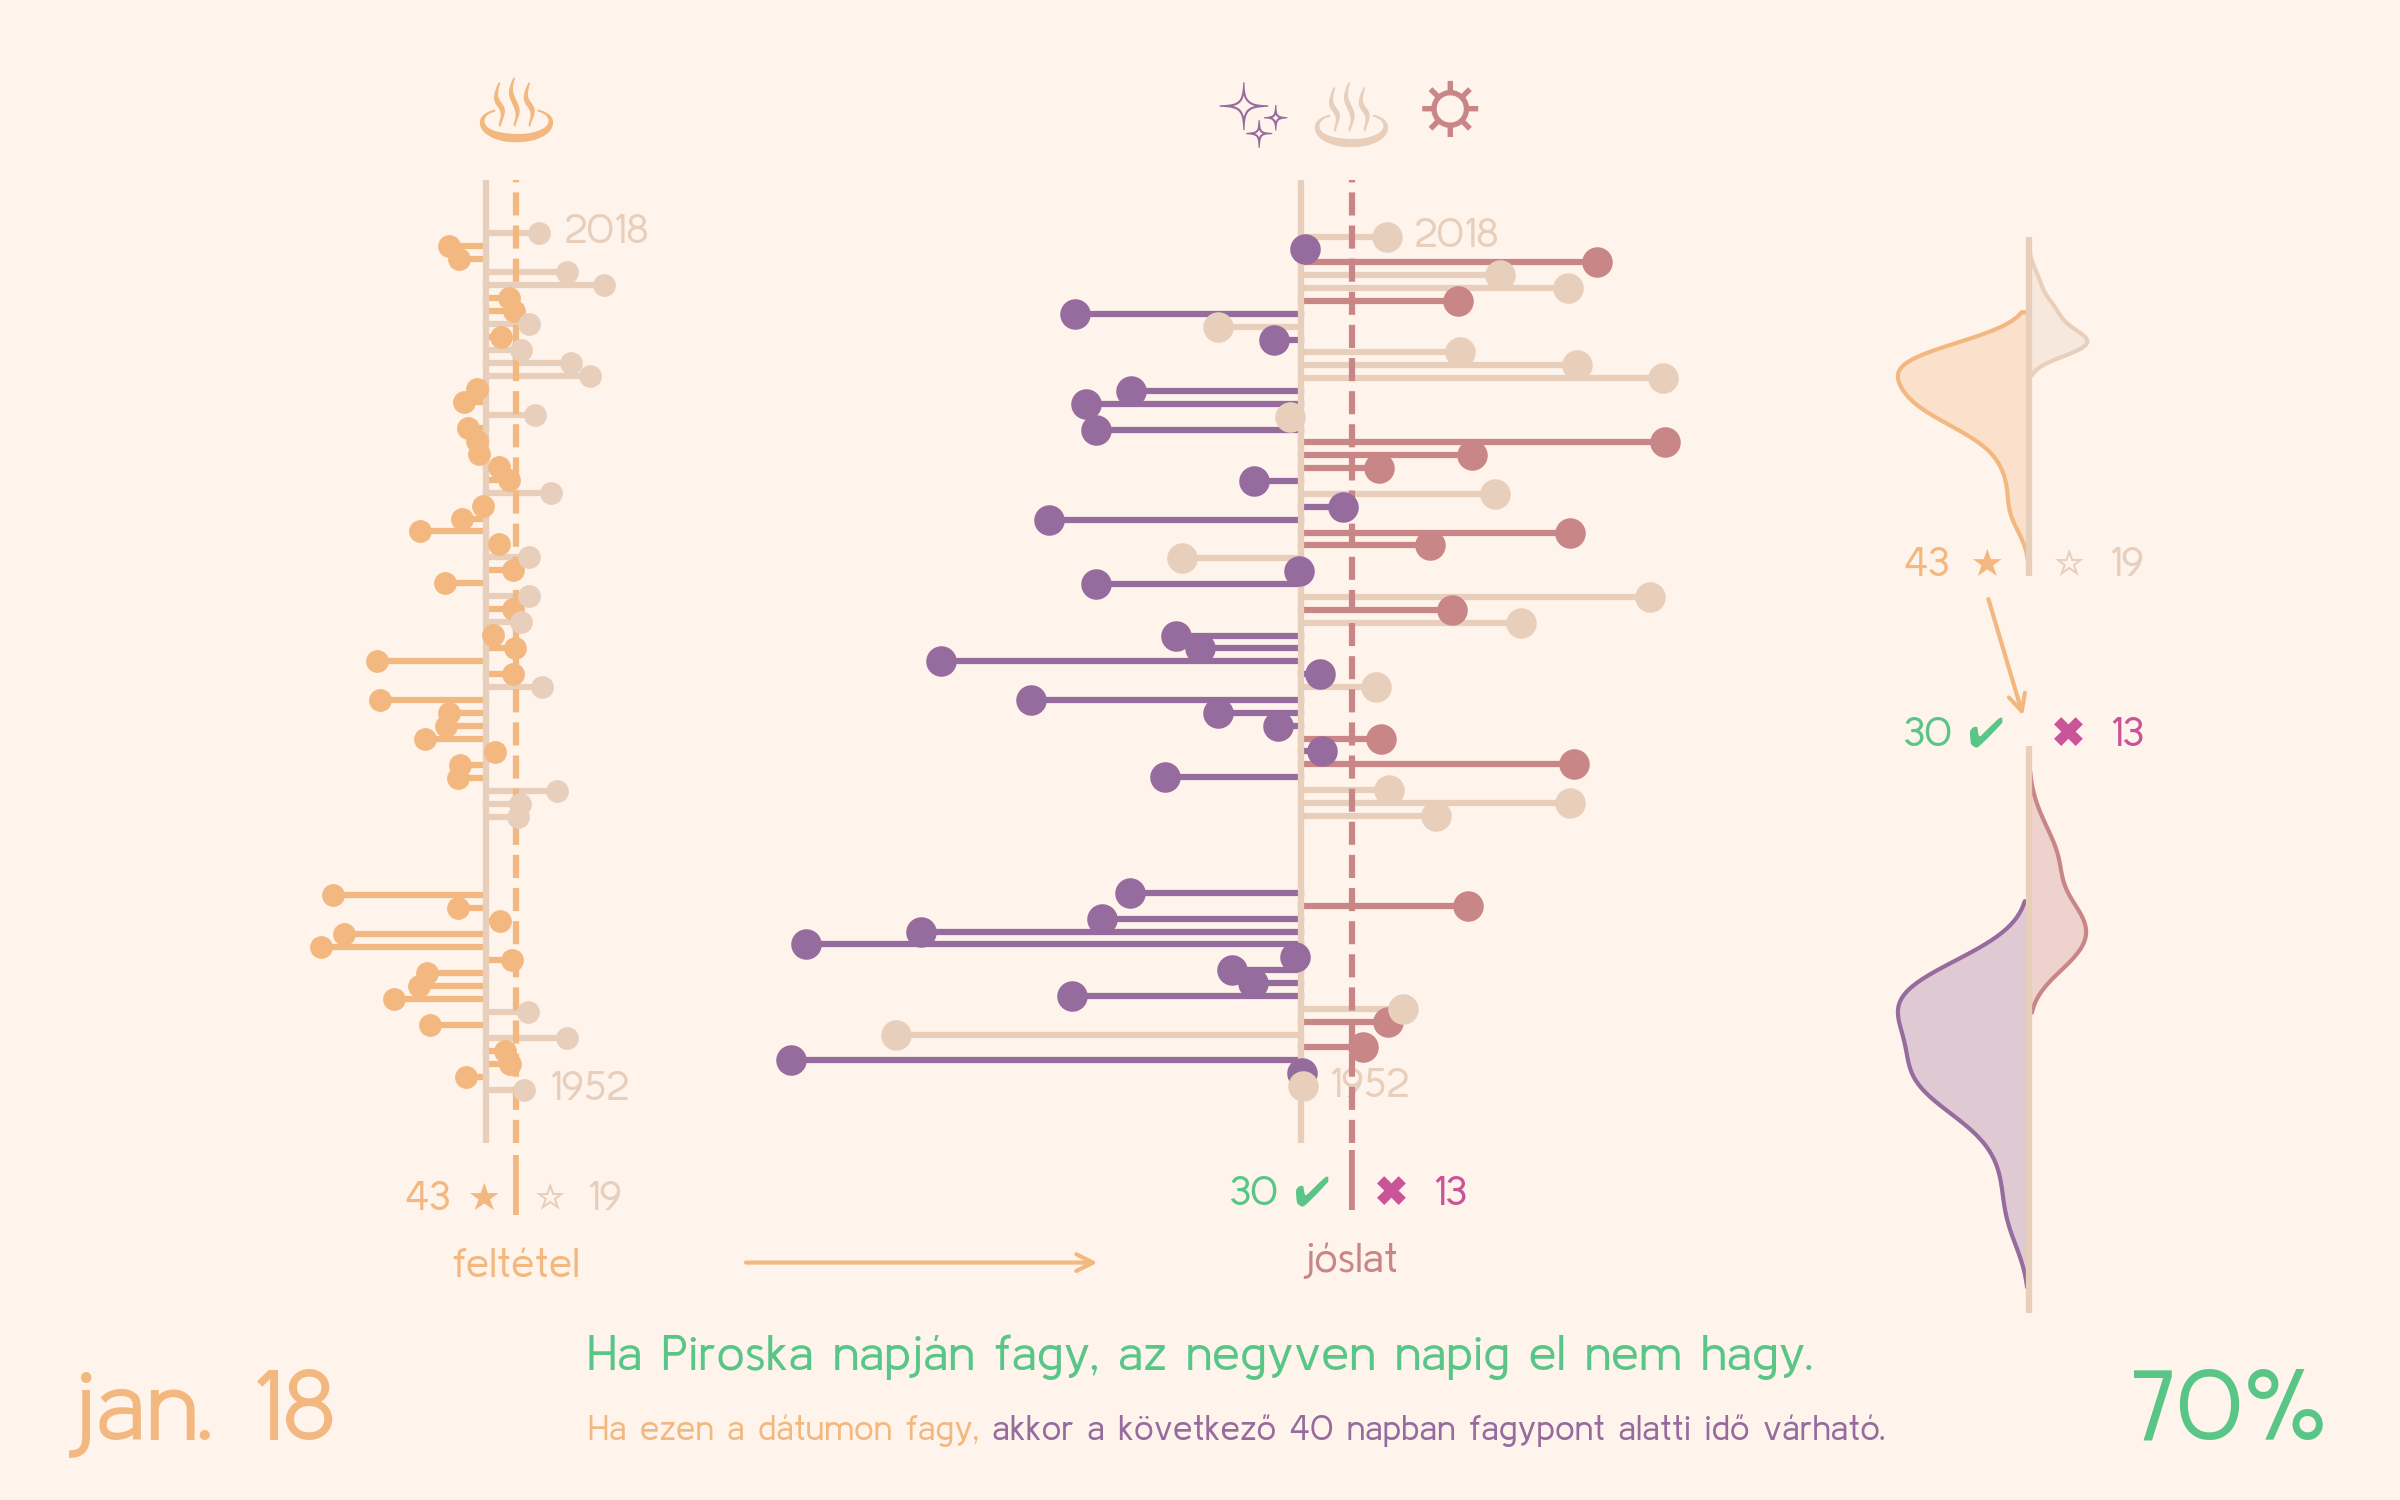 2018
2018
43 ★ ☆ 19
30 ✔ ✖ 13
1952
1952
43 ★ ☆ 19
30 ✔ ✖ 13
feltétel
jóslat
Ha Piroska napján fagy, az negyven napig el nem hagy.
jan. 18
70%
Ha ezen a dátumon fagy, akkor a következő 40 napban fagypont alatti idő várható.